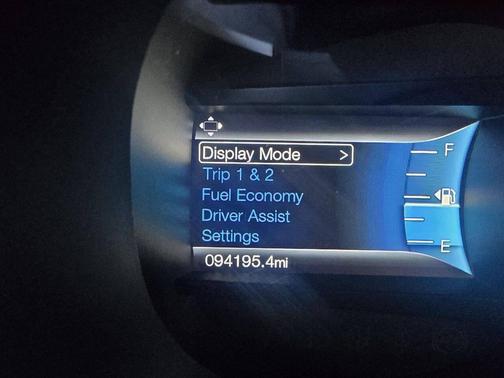 Display Mode >
Trip 1 & 2
Fuel Economy
Driver Assist
Settings
094195.4mi
F
E